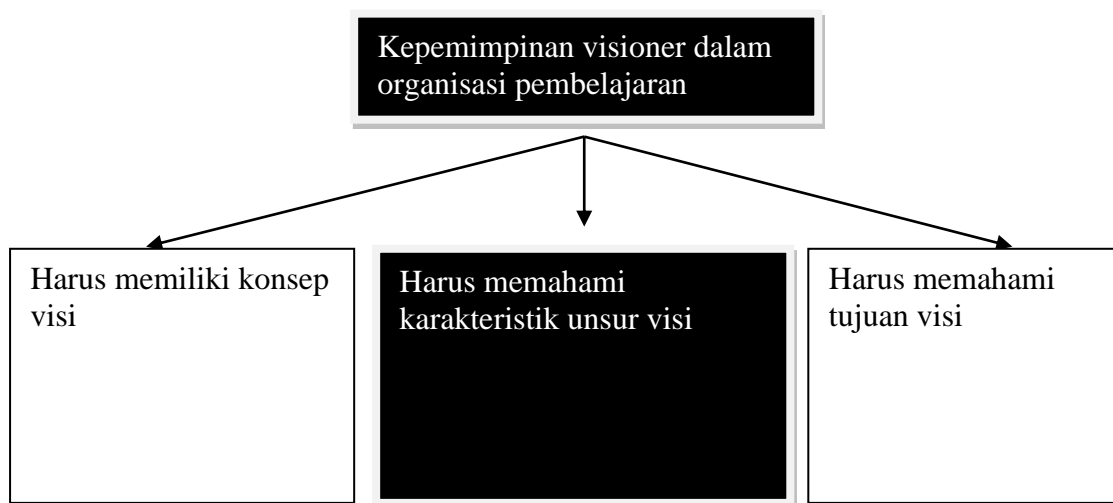 Kepemimpinan visioner dalam
organisasi pembelajaran
Harus memiliki konsep
visi
Harus memahami
karakteristik unsur visi
Harus memahami
tujuan visi